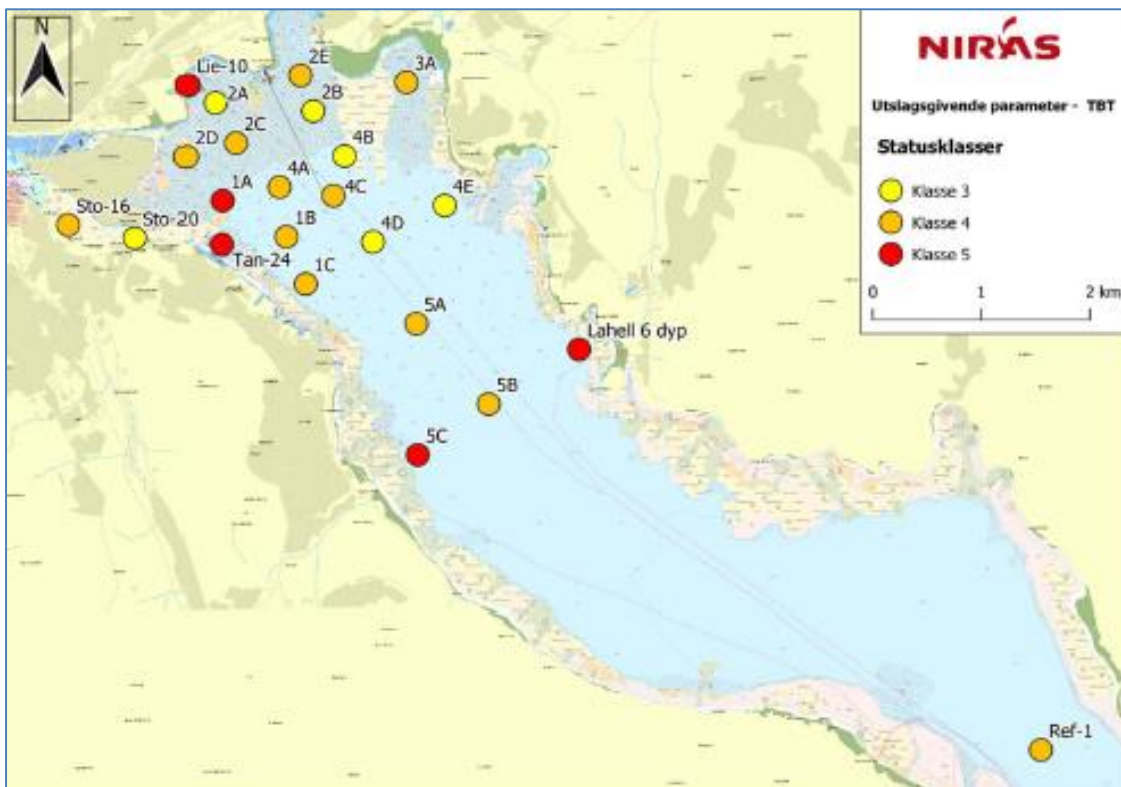 N
NIRAS
Utslagsgivende parameter - TBT
Statusklasser
Klasse 3
Klasse 4
Klasse 5
0 1 2 km
2E
3A
Lie-10
2A
2B
2C
2D
4B
4A
1A
4C
4E
Sto-16
Sto-20
1B
4D
Tan-24
1C
5A
Lahell 6 dyp
5B
5C
Ref-1